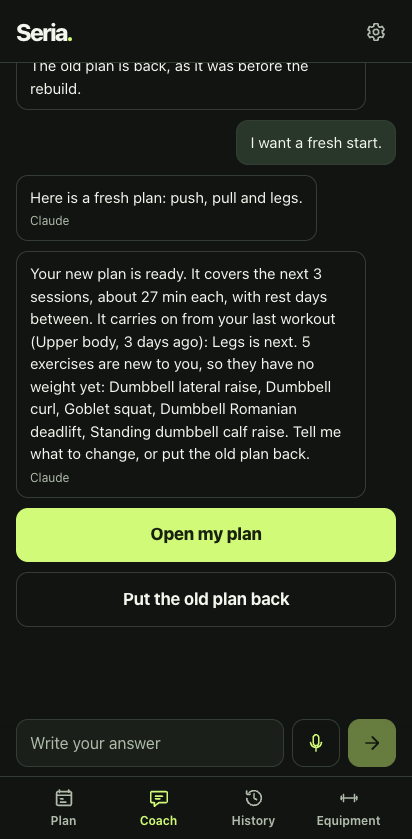 Seria.
The old plan is back, as it was before the
rebuild.
I want a fresh start.
Here is a fresh plan: push, pull and legs.
Claude
Your new plan is ready. It covers the next 3
sessions, about 27 min each, with rest days
between. It carries on from your last workout
(Upper body, 3 days ago): Legs is next. 5
exercises are new to you, so they have no
weight yet: Dumbbell lateral raise, Dumbbell
curl, Goblet squat, Dumbbell Romanian
deadlift, Standing dumbbell calf raise. Tell me
what to change, or put the old plan back.
Claude
Open my plan
Put the old plan back
Write your answer
Plan
Coach
History
Equipment